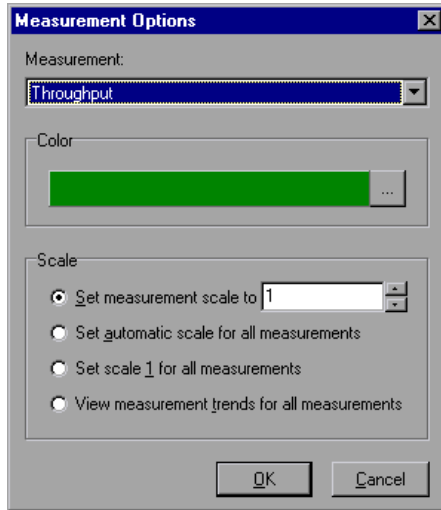 Measurement Options
Measurement:
Throughput
Color
...
Scale
Set measurement scale to 1
Set automatic scale for all measurements
Set scale 1 for all measurements
View measurement trends for all measurements
OK Cancel